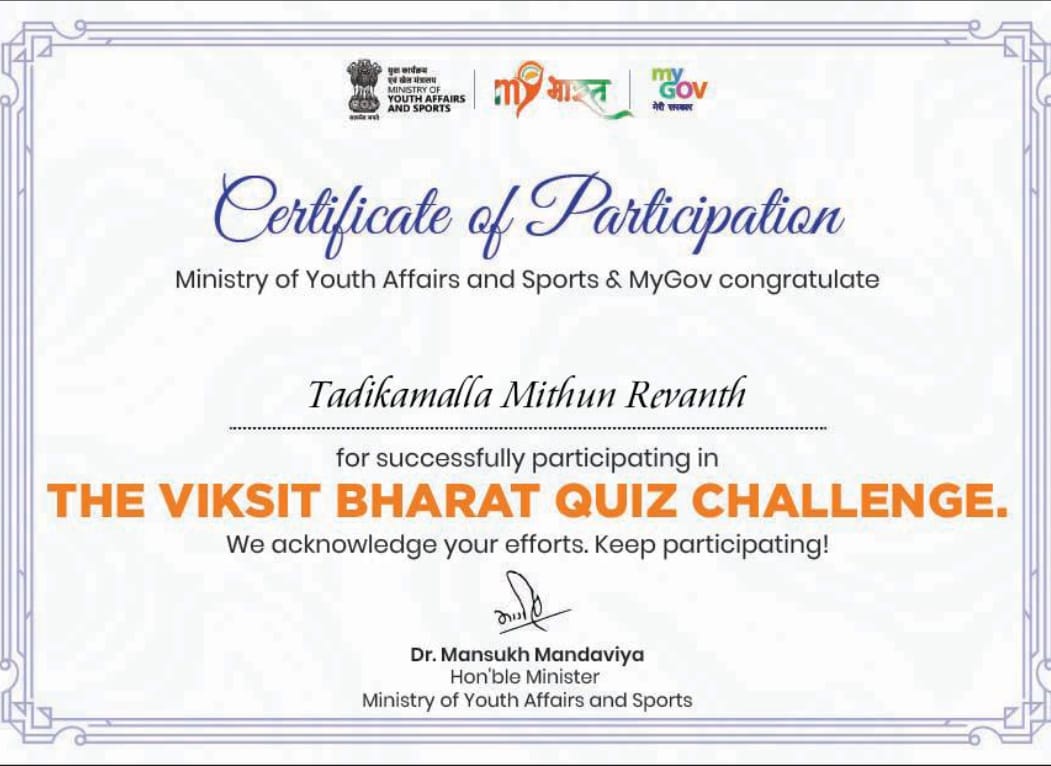 युवा कार्यक्रम
एवं खेल मंत्रालय
MINISTRY OF
YOUTH AFFAIRS
AND SPORTS
सत्यमेव जयते
my भारत
my
GOV
मेरी सरकार
Certificate of Participation
Ministry of Youth Affairs and Sports & MyGov congratulate
Tadikamalla Mithun Revanth
for successfully participating in
THE VIKSIT BHARAT QUIZ CHALLENGE.
We acknowledge your efforts. Keep participating!
Dr. Mansukh Mandaviya
Hon'ble Minister
Ministry of Youth Affairs and Sports